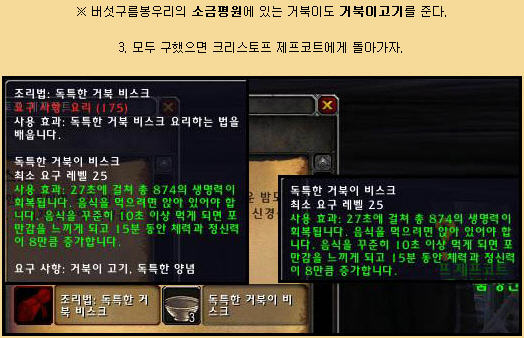 ※ 버섯구름봉우리의 소금평원에 있는 거북이도 거북이고기를 준다.
3. 모두 구했으면 크리스토프 제프코트에게 돌아가자.
조리법: 독특한 거북 비스크
요구 사항: 요리 (175)
사용 효과: 독특한 거북 비스크 요리하는 법을
배웁니다.
독특한 거북이 비스크
최소 요구 레벨 25
사용 효과: 27초에 걸쳐 총 874의 생명력이
회복됩니다. 음식을 먹으려면 앉아 있어야 합
니다. 음식을 꾸준히 10초 이상 먹게 되면 포
만감을 느끼게 되고 15분 동안 체력과 정신력
이 8만큼 증가합니다.
요구 사항: 거북이 고기, 독특한 양념
독특한 거북이 비스크
최소 요구 레벨 25
사용 효과: 27초에 걸쳐 총 874의 생명력이
회복됩니다. 음식을 먹으려면 앉아 있어야 합
니다. 음식을 꾸준히 10초 이상 먹게 되면 포
만감을 느끼게 되고 15분 동안 체력과 정신력
이 8만큼 증가합니다.
제프코트
조리법: 독특한 거
북 비스크
3
독특한 거북이 비
스크